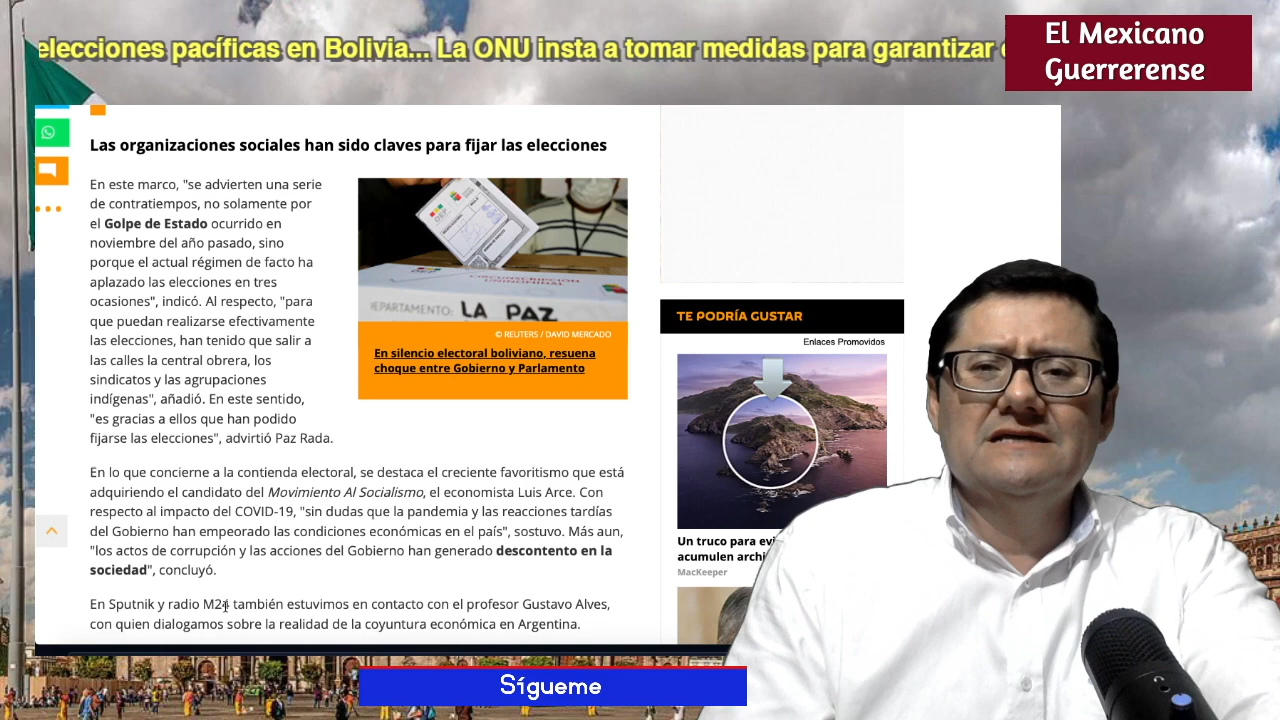 elecciones pacíficas en Bolivia... La ONU insta a tomar medidas para garantizar
El Mexicano
Guerrerense
Las organizaciones sociales han sido claves para fijar las elecciones
En este marco, "se advierten una serie
de contratiempos, no solamente por
el Golpe de Estado ocurrido en
noviembre del año pasado, sino
porque el actual régimen de facto ha
aplazado las elecciones en tres
ocasiones", indicó. Al respecto, "para
que puedan realizarse efectivamente
las elecciones, han tenido que salir a
las calles la central obrera, los
sindicatos y las agrupaciones
indígenas", añadió. En este sentido,
"es gracias a ellos que han podido
fijarse las elecciones", advirtió Paz Rada.
OEP
CIRCUNSCRIPCIÓN
UNINOMINAL
DEPARTAMENTO: LA PAZ
© REUTERS / DAVID MERCADO
En silencio electoral boliviano, resuena
choque entre Gobierno y Parlamento
En lo que concierne a la contienda electoral, se destaca el creciente favoritismo que está
adquiriendo el candidato del Movimiento Al Socialismo, el economista Luis Arce. Con
respecto al impacto del COVID-19, "sin dudas que la pandemia y las reacciones tardías
del Gobierno han empeorado las condiciones económicas en el país", sostuvo. Más aun,
"los actos de corrupción y las acciones del Gobierno han generado descontento en la
sociedad", concluyó.
En Sputnik y radio M24 también estuvimos en contacto con el profesor Gustavo Alves,
con quien dialogamos sobre la realidad de la coyuntura económica en Argentina.
TE PODRÍA GUSTAR
Enlaces Promovidos
Un truco para
acumulen
MacKeeper
Sígueme